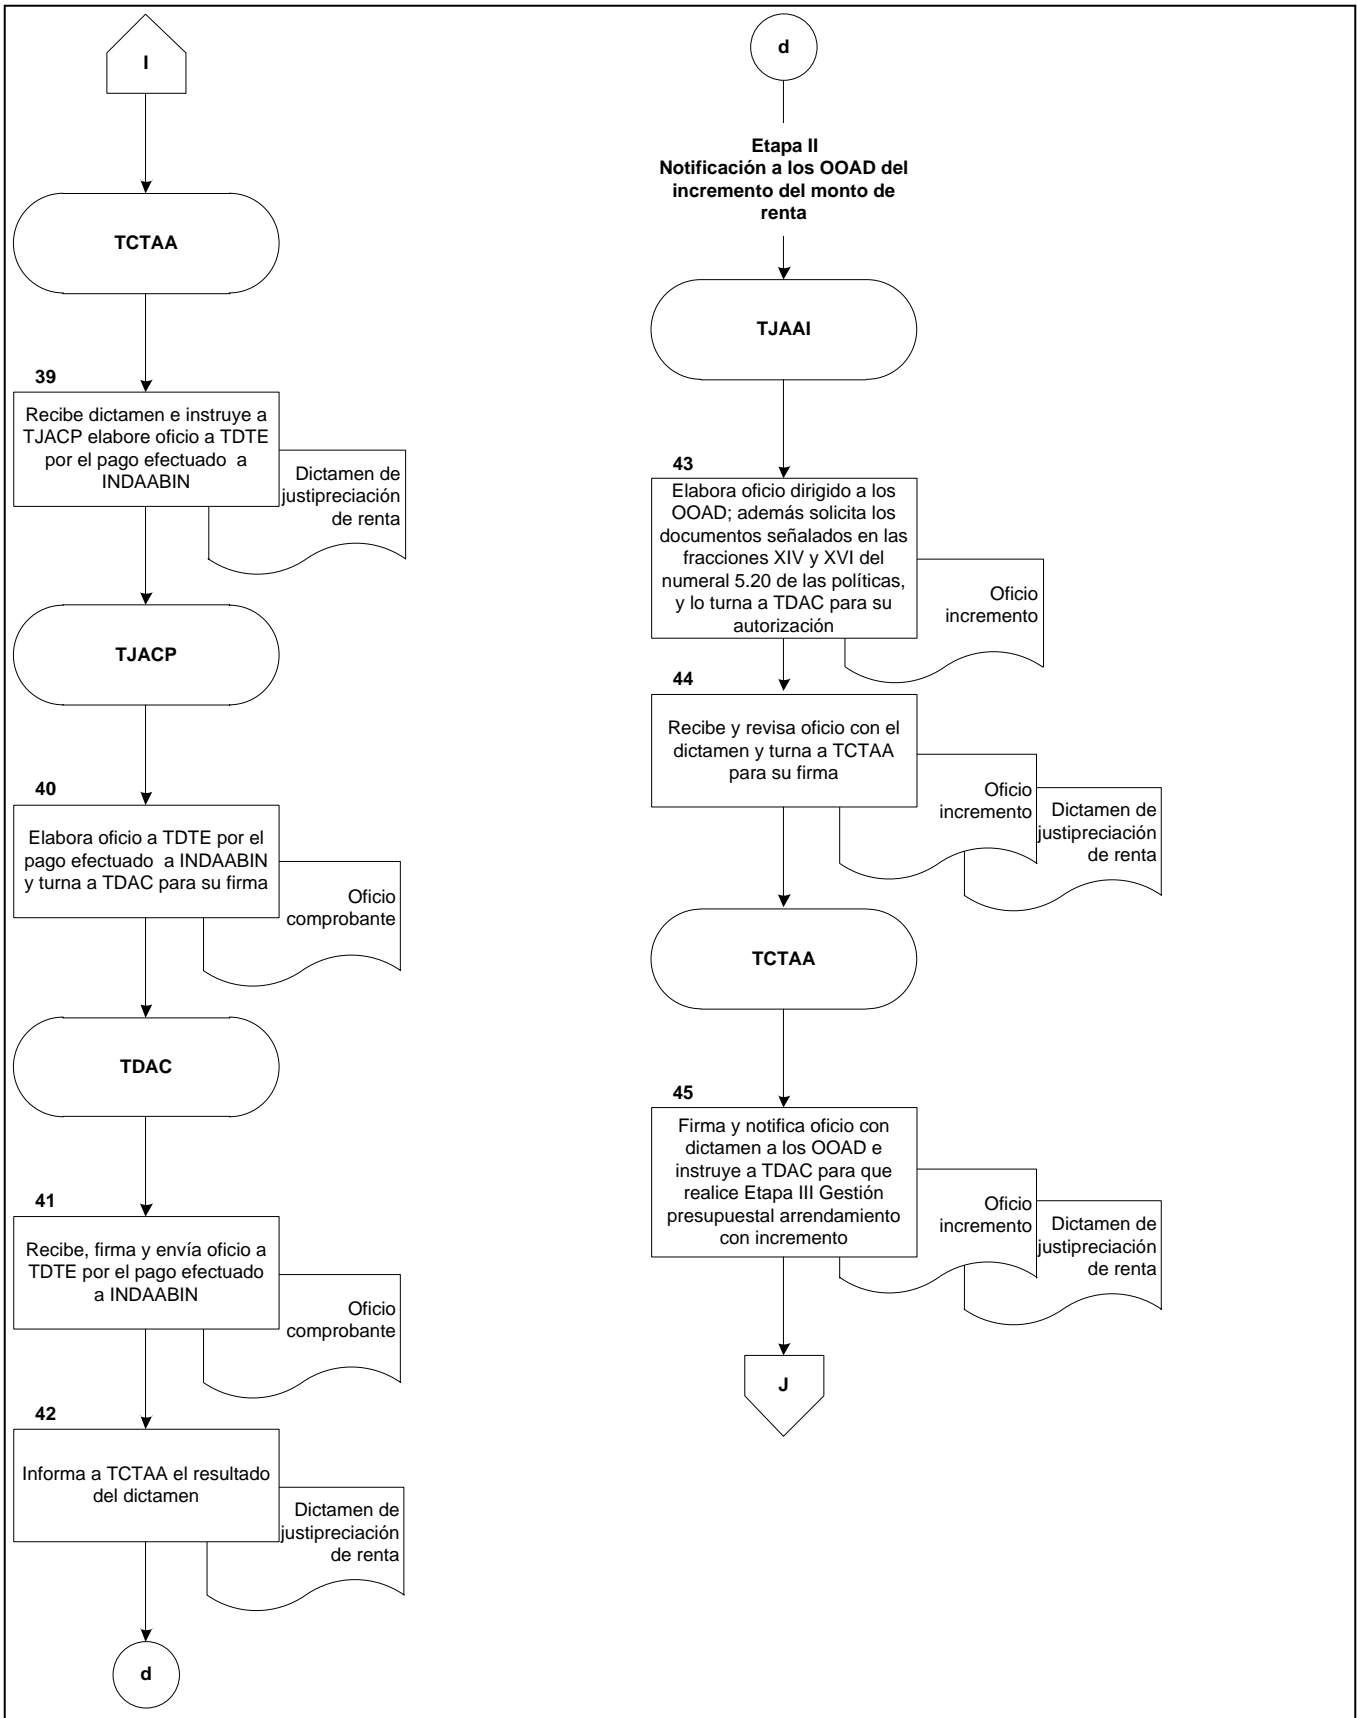 I
TCTAA
39
Recibe dictamen e instruye a
TJACP elabore oficio a TDTE
por el pago efectuado a
INDAABIN
Dictamen de
justipreciación
de renta
TJACP
40
Elabora oficio a TDTE por el
pago efectuado a INDAABIN
y turna a TDAC para su firma
Oficio
comprobante
TDAC
41
Recibe, firma y envía oficio a
TDTE por el pago efectuado
a INDAABIN
Oficio
comprobante
42
Informa a TCTAA el resultado
del dictamen
Dictamen de
justipreciación
de renta
d
d
Etapa II
Notificación a los OOAD del
incremento del monto de
renta
TJAAI
43
Elabora oficio dirigido a los
OOAD; además solicita los
documentos señalados en las
fracciones XIV y XVI del
numeral 5.20 de las políticas,
y lo turna a TDAC para su
autorización
Oficio
incremento
44
Recibe y revisa oficio con el
dictamen y turna a TCTAA
para su firma
Oficio
incremento
Dictamen de
justipreciación
de renta
TCTAA
45
Firma y notifica oficio con
dictamen a los OOAD e
instruye a TDAC para que
realice Etapa III Gestión
presupuestal arrendamiento
con incremento
Oficio
incremento
Dictamen de
justipreciación
de renta
J